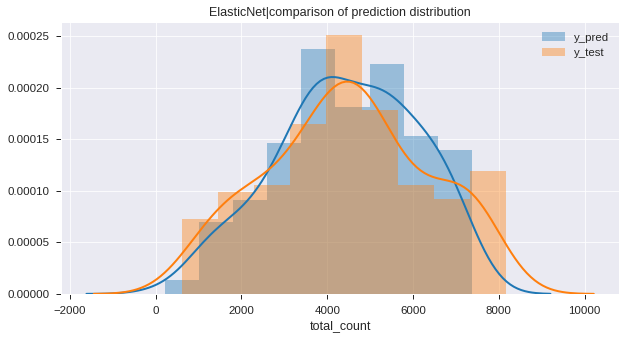 ElasticNet|comparison of prediction distribution
y_pred
y_test
0.00025
0.00020
0.00015
0.00010
0.00005
0.00000
−2000 0 2000 4000 6000 8000 10000
total_count